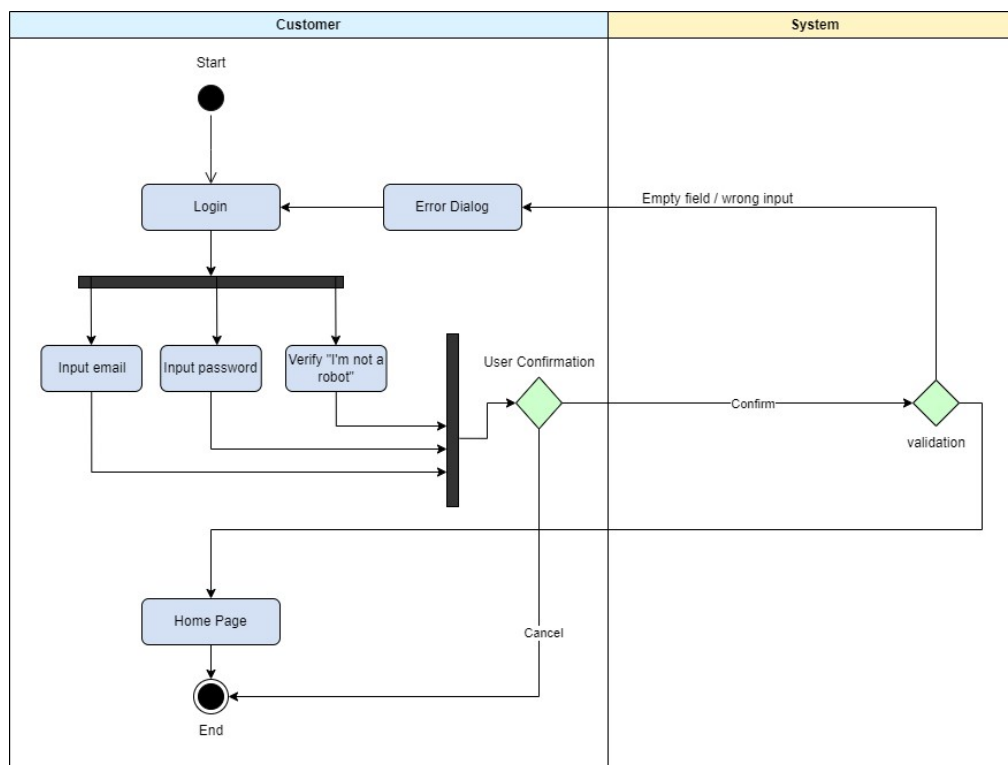 Customer
System
Start
Login
Error Dialog
Empty field / wrong input
Input email
Input password
Verify "I'm not a
robot"
User Confirmation
Confirm
validation
Home Page
Cancel
End